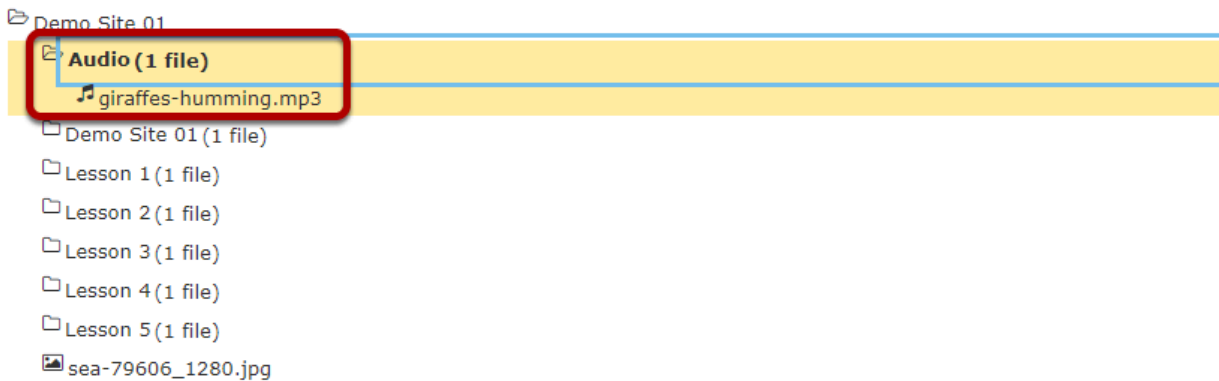 Demo Site 01
Audio (1 file)
giraffes-humming.mp3
Demo Site 01 (1 file)
Lesson 1 (1 file)
Lesson 2 (1 file)
Lesson 3 (1 file)
Lesson 4 (1 file)
Lesson 5 (1 file)
sea-79606_1280.jpg